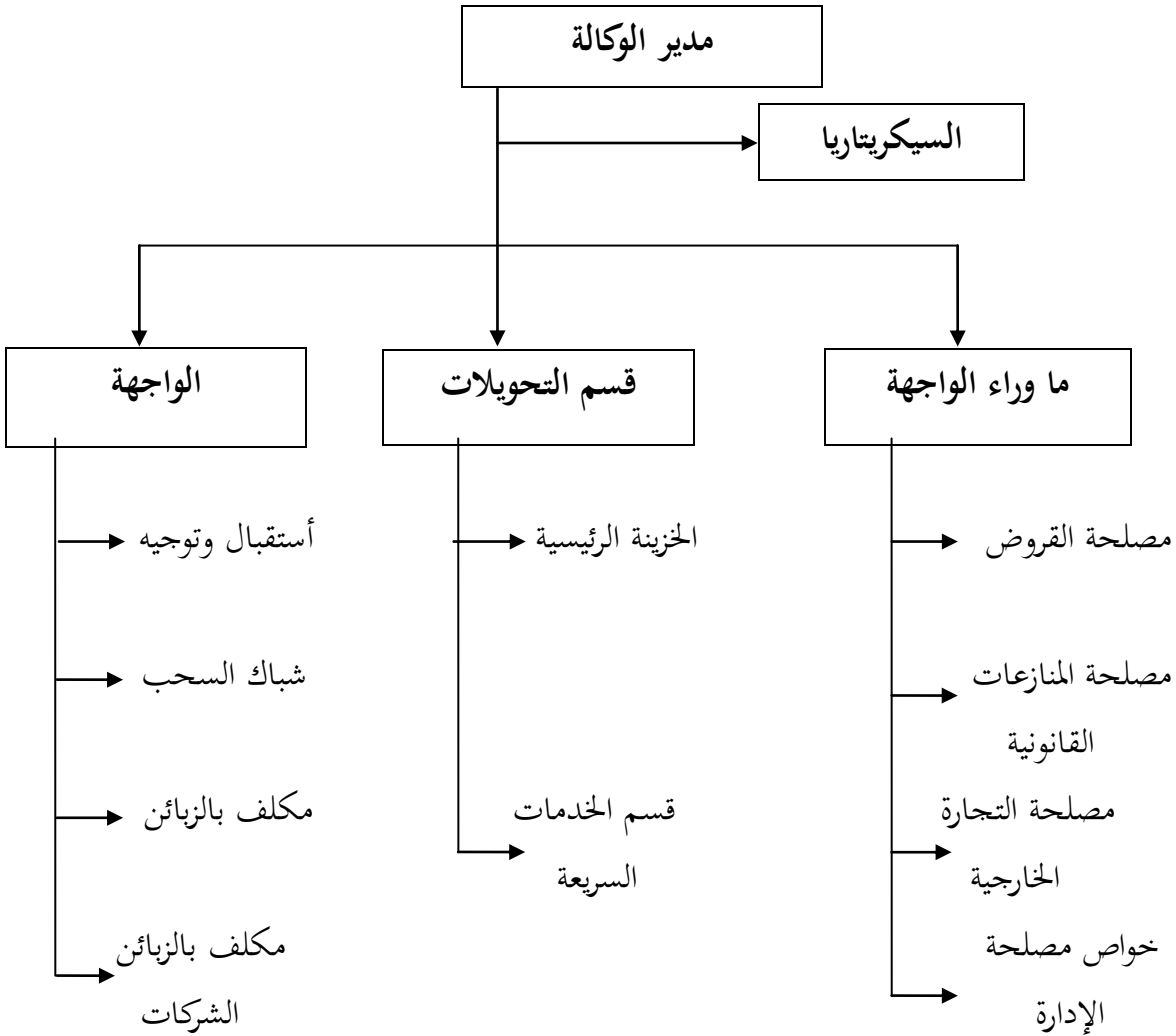 مدير الوكالة
السيكريتاريا
ما وراء الواجهة
قسم التحويلات
الواجهة
مصلحة القروض
مصلحة المنازعات
القانونية
مصلحة التجارة
الخارجية
خواص مصلحة
الإدارة
الخزينة الرئيسية
قسم الخدمات
السريعة
أستقبال وتوجيه
شباك السحب
مكلف بالزبائن
مكلف بالزبائن
الشركات